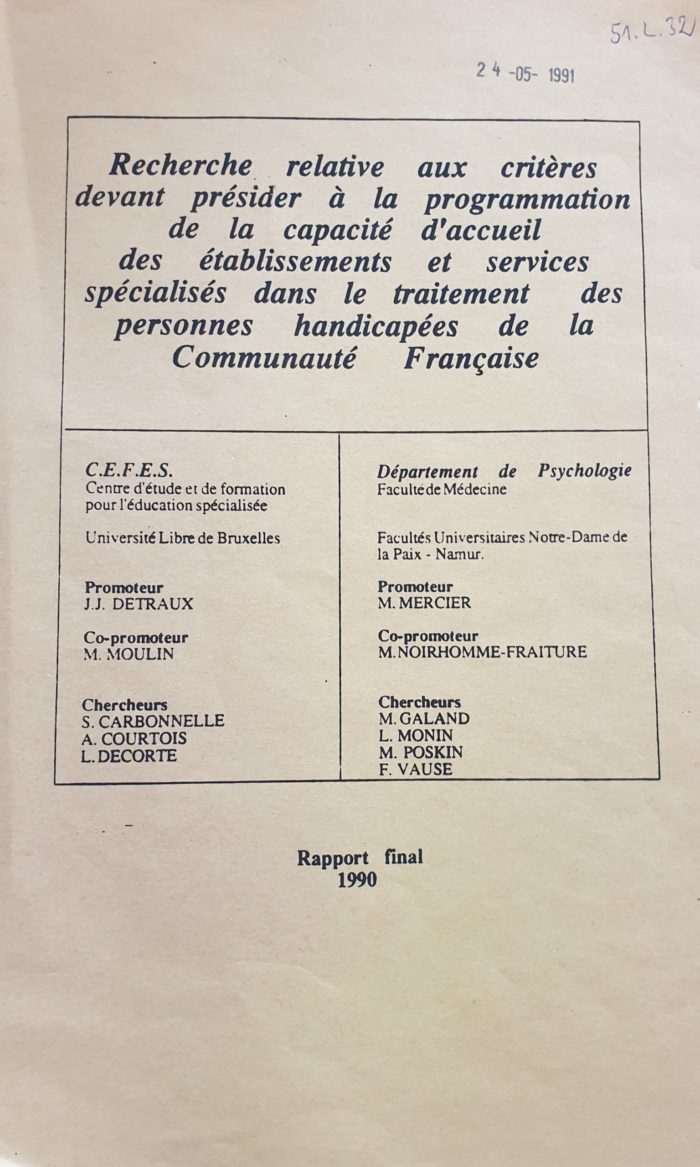 51.L.32
24-05-1991
Recherche relative aux critères
devant présider à la programmation
de la capacité d'accueil
des établissements et services
spécialisés dans le traitement des
personnes handicapées de la
Communauté Française
C.E.F.E.S.
Centre d'étude et de formation
pour l'éducation spécialisée
Université Libre de Bruxelles
Promoteur
J.J. DETRAUX
Co-promoteur
M. MOULIN
Chercheurs
S. CARBONNELLE
A. COURTOIS
L. DECORTE
Département de Psychologie
Faculté de Médecine
Facultés Universitaires Notre-Dame de
la Paix - Namur.
Promoteur
M. MERCIER
Co-promoteur
M. NOIRHOMME-FRAITURE
Chercheurs
M. GALAND
L. MONIN
M. POSKIN
F. VAUSE
Rapport final
1990